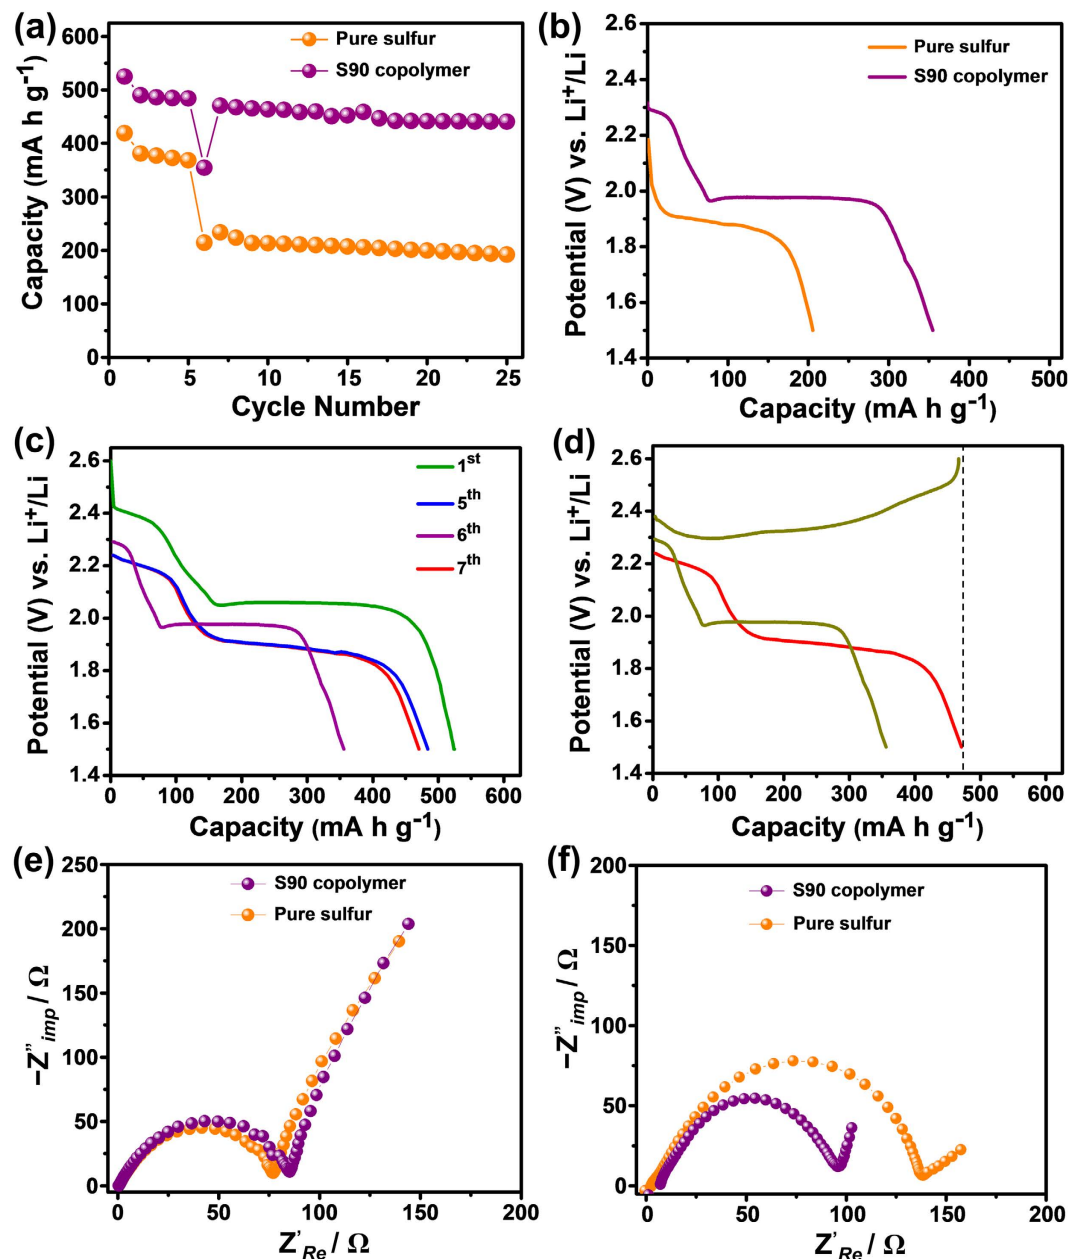 (a)
Capacity (mA h g⁻¹)
600
500
400
300
200
100
0
Pure sulfur
S90 copolymer
0 5 10 15 20 25
Cycle Number
(b)
Potential (V) vs. Li⁺/Li
2.6
2.4
2.2
2.0
1.8
1.6
1.4
Pure sulfur
S90 copolymer
0 100 200 300 400 500
Capacity (mA h g⁻¹)
(c)
Potential (V) vs. Li⁺/Li
2.6
2.4
2.2
2.0
1.8
1.6
1.4
1ˢᵗ
5ᵗʰ
6ᵗʰ
7ᵗʰ
0 100 200 300 400 500 600
Capacity (mA h g⁻¹)
(d)
Potential (V) vs. Li⁺/Li
2.6
2.4
2.2
2.0
1.8
1.6
1.4
0 100 200 300 400 500 600
Capacity (mA h g⁻¹)
(e)
−Z″imp / Ω
250
200
150
100
50
0
S90 copolymer
Pure sulfur
0 50 100 150 200
Z′Re / Ω
(f)
−Z″imp / Ω
200
150
100
50
0
S90 copolymer
Pure sulfur
0 50 100 150 200
Z′Re / Ω